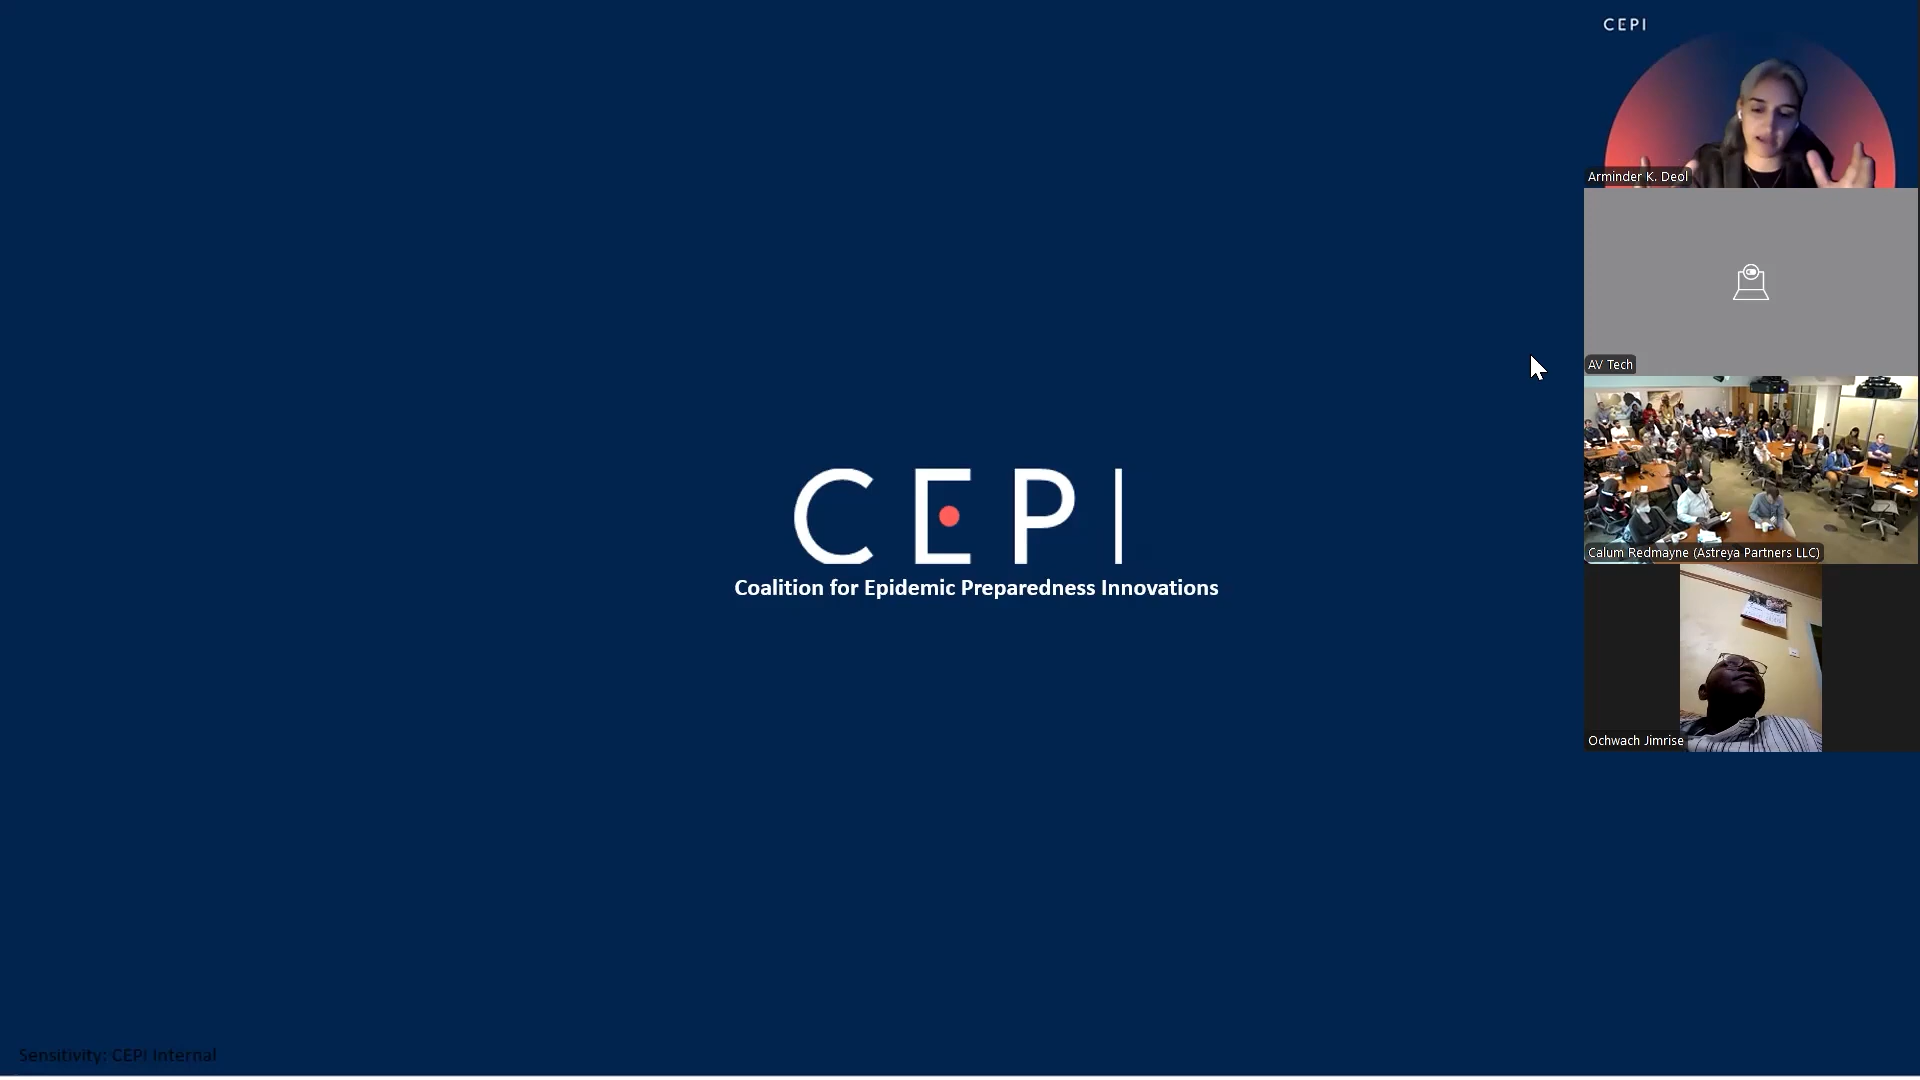 CEPI
Coalition for Epidemic Preparedness Innovations
Sensitivity: CEPI Internal
CEPI
Arminder K. Deol
AV Tech
Calum Redmayne (Astreya Partners LLC)
Ochwach Jimrise